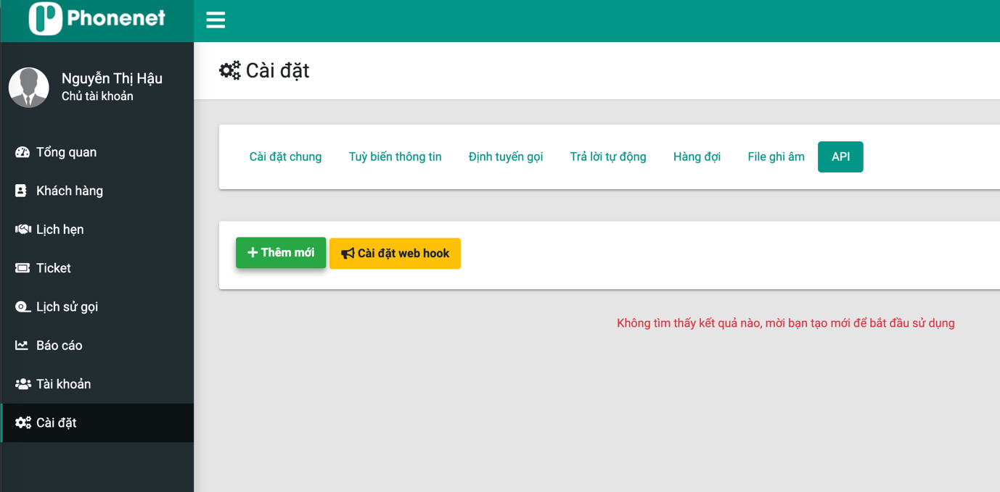 Phonenet
Nguyễn Thị Hậu
Chủ tài khoản
Tổng quan
Khách hàng
Lịch hẹn
Ticket
Lịch sử gọi
Báo cáo
Tài khoản
Cài đặt
Cài đặt
Cài đặt chung Tuỳ biến thông tin Định tuyến gọi Trả lời tự động Hàng đợi File ghi âm API
Thêm mới Cài đặt web hook
Không tìm thấy kết quả nào, mời bạn tạo mới để bắt đầu sử dụng